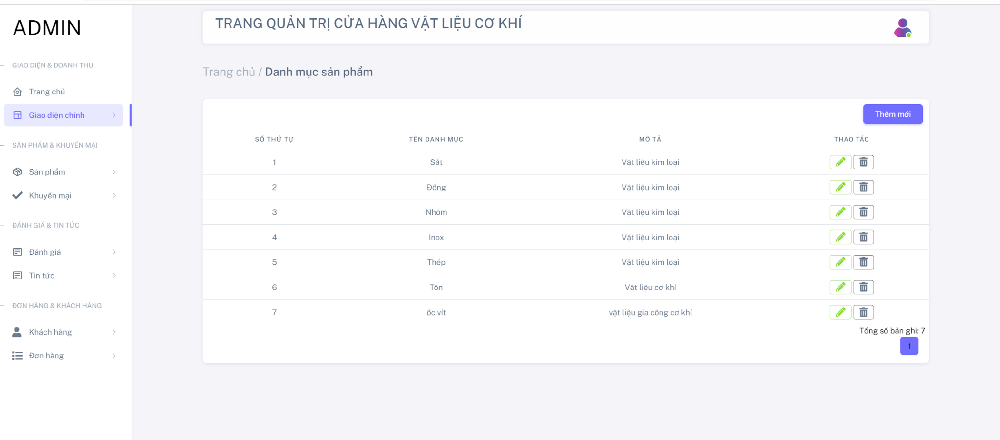 ADMIN
GIAO DIỆN & DOANH THU
Trang chủ
Giao diện chính
SẢN PHẨM & KHUYẾN MẠI
Sản phẩm
Khuyến mại
ĐÁNH GIÁ & TIN TỨC
Đánh giá
Tin tức
ĐƠN HÀNG & KHÁCH HÀNG
Khách hàng
Đơn hàng
TRANG QUẢN TRỊ CỬA HÀNG VẬT LIỆU CƠ KHÍ
Trang chủ / Danh mục sản phẩm
Thêm mới
SỐ THỨ TỰ TÊN DANH MỤC MÔ TẢ THAO TÁC
1 Sắt Vật liệu kim loại
2 Đồng Vật liệu kim loại
3 Nhôm Vật liệu kim loại
4 Inox Vật liệu kim loại
5 Thép Vật liệu kim loại
6 Tôn Vật liệu cơ khí
7 ốc vít vật liệu gia công cơ khí
Tổng số bản ghi: 7
1